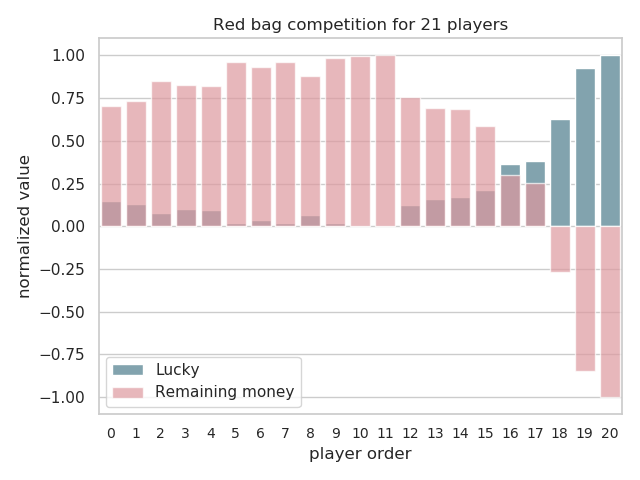 Red bag competition for 21 players
normalized value
1.00
0.75
0.50
0.25
0.00
−0.25
−0.50
−0.75
−1.00
Lucky
Remaining money
0 1 2 3 4 5 6 7 8 9 10 11 12 13 14 15 16 17 18 19 20
player order